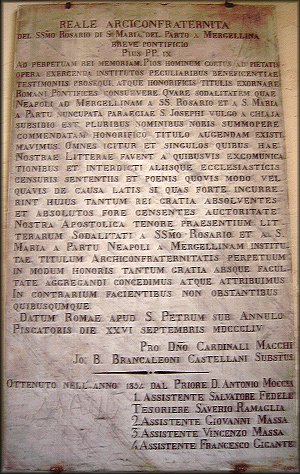 REALE ARCICONFRATERNITA
DEL SSMO ROSARIO DI S. MARIA DEL PARTO A MERGELLINA
BREVE PONTIFICIO
PIUS PP. IX
AD PERPETUAM REI MEMORIAM. PIOS HOMINUM COETUS AD PIETATIS
OPERA EXERCENDA INSTITUTOS PECULIARIBUS BENEFICENTIAE
TESTIMONIIS PROSEQUI ATQUE HONORIFICIS TITULIS EXORNARE
ROMANI PONTIFICES CONSUEVERE. QUARE SODALITATEM QUAE
NEAPOLI AD MERGELLINAM A SS. ROSARIO ET A S. MARIA
A PARTU NUNCUPATA PAROECIAE S. JOSEPHI VULGO A CHIAJA
SUBSIDIO EST PLURIBUS NOMINIBUS NOBIS SUMMOPERE
COMMENDATAM HONORIFICO TITULO AUGENDAM EXISTI
MAVIMUS. OMNES IGITUR ET SINGULOS QUIBUS HAE
NOSTRAE LITTERAE FAVENT A QUIBUSVIS EXCOMUNICA
TIONIBUS ET INTERDICTI ALIISQUE ECCLESIASTICIS
CENSURIS SENTENTIIS ET POENIS QUOVIS MODO VEL
QUAVIS DE CAUSA LATIS SI QUAS FORTE INCURRE
RINT HUIUS TANTUM REI GRATIA ABSOLVENTES
ET ABSOLUTOS FORE CENSENTES AUCTORITATE
NOSTRA APOSTOLICA TENORE PRAESENTIUM LIT
TERARUM SODALITATI A SSMO ROSARIO ET A S.
MARIA A PARTU NEAPOLI A MERGELLINAM INSTITU
TAE TITULUM ARCHICONFRATERNITATIS PERPETUUM
IN MODUM HONORIS TANTUM GRATIA ABSQUE FACUL
TATE AGGREGANDI CONCEDIMUS ATQUE ATTRIBUIMUS
IN CONTRARIUM FACIENTIBUS NON OBSTANTIBUS
QUIBUSQUMQUE.
DATUM ROMAE APUD S. PETRUM SUB ANNULO
PISCATORIS DIE XXVI SEPTEMBRIS MDCCCLIV
PRO DNO CARDINALI MACCHI
JO. B. BRANCALEONI CASTELLANI SUBSTUS
OTTENUTO NELL'ANNO 1854 DAL PRIORE D. ANTONIO MOCCIA
1. ASSISTENTE SALVATORE FEDELE
TESORIERE SAVERIO RAMAGLIA
2. ASSISTENTE GIOVANNI MASSA
3. ASSISTENTE VINCENZO MASSA
4. ASSISTENTE FRANCESCO GIGANTE